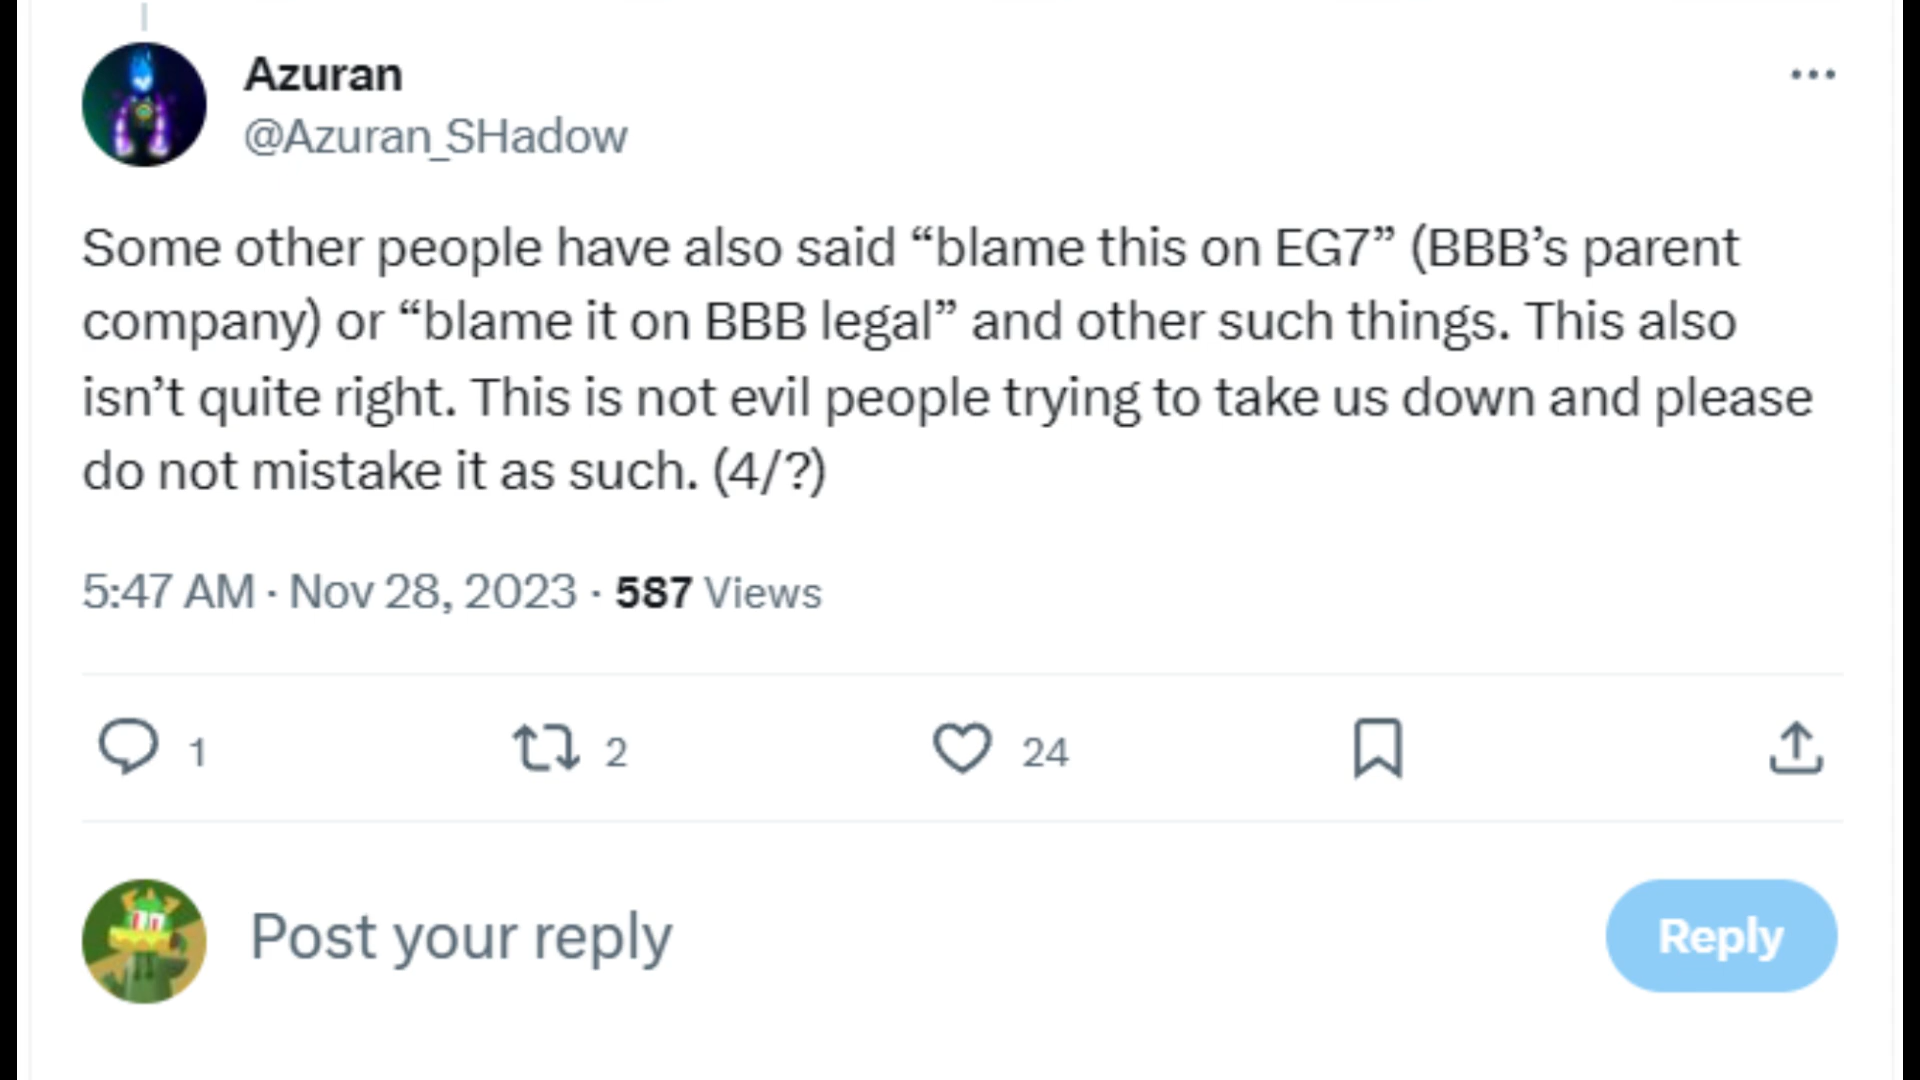 Azuran
@Azuran_SHadow
Some other people have also said “blame this on EG7” (BBB’s parent
company) or “blame it on BBB legal” and other such things. This also
isn’t quite right. This is not evil people trying to take us down and please
do not mistake it as such. (4/?)
5:47 AM · Nov 28, 2023 · 587 Views
1 2 24
Post your reply Reply